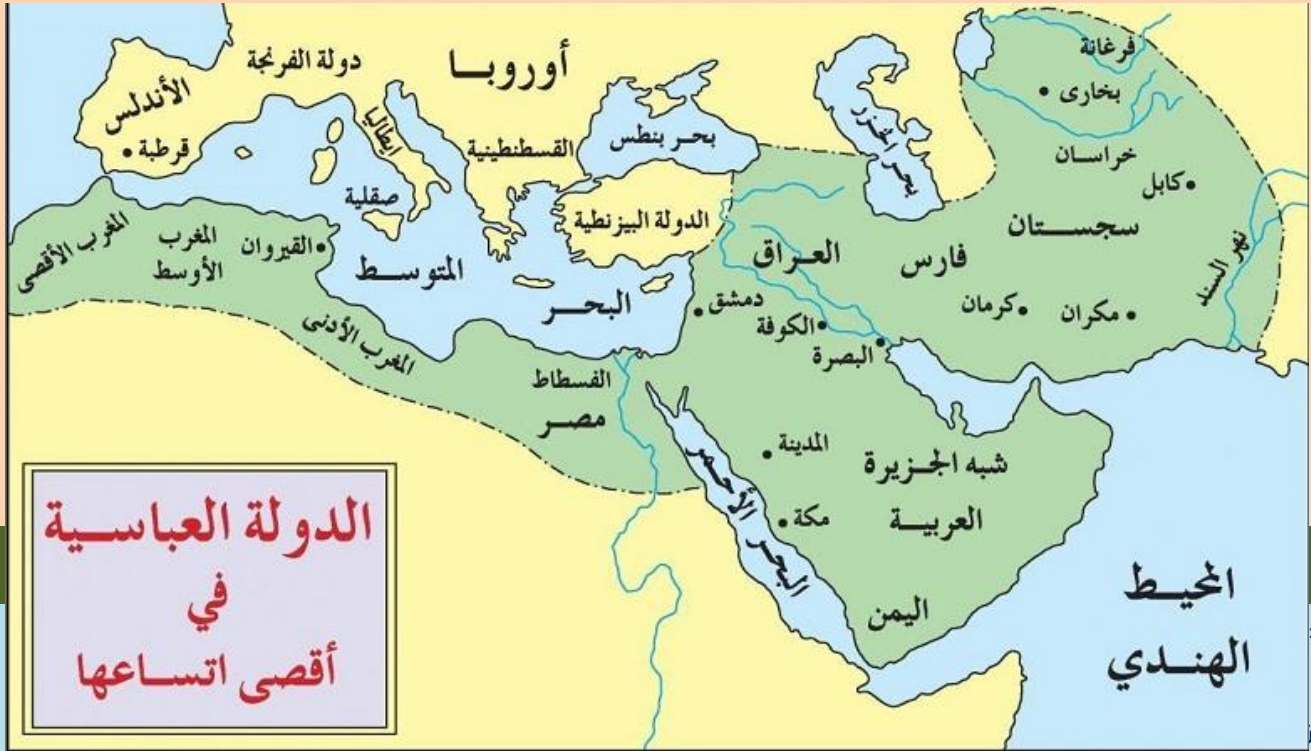 أوروبا
دولة الفرنجة
الأندلس
قرطبة
إيطاليا
صقلية
القسطنطينية
بحر بنطس
الدولة البيزنطية
بحر الخزر
فرغانة
بخارى
خراسان
كابل
سجستان
نهر السند
فارس
العراق
كرمان
مكران
دمشق
الكوفة
البصرة
البحر
المتوسط
القيروان
المغرب
الأوسط
المغرب الأقصى
المغرب الأدنى
الفسطاط
مصر
المدينة
مكة
شبه الجزيرة
العربية
البحر الأحمر
اليمن
المحيط
الهندي
الدولة العباسية
في
أقصى اتساعها